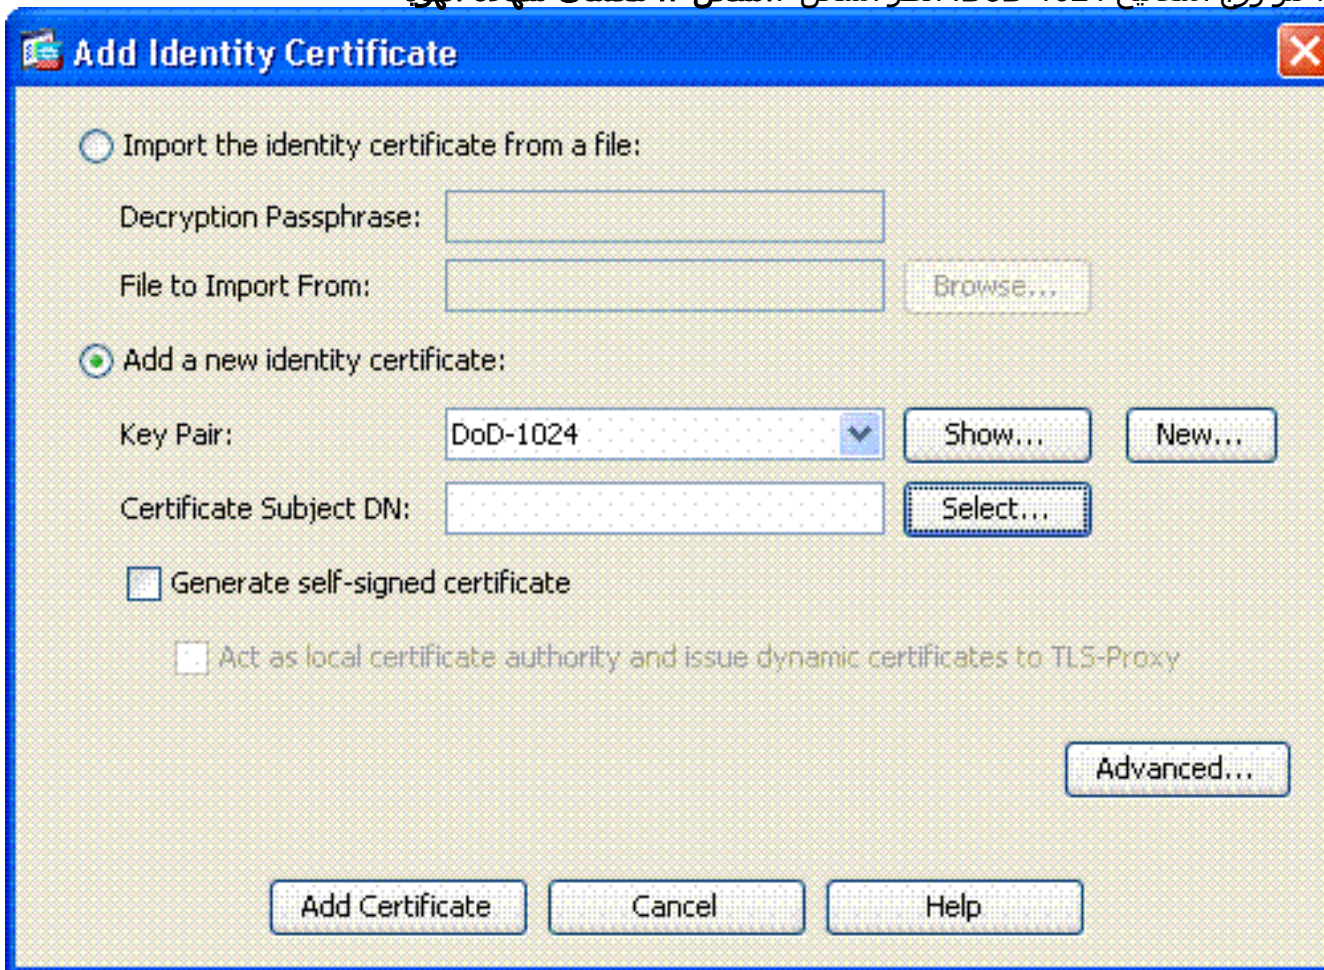 Add Identity Certificate
Import the identity certificate from a file:
Decryption Passphrase:
File to Import From: Browse...
Add a new identity certificate:
Key Pair: DoD-1024 Show... New...
Certificate Subject DN: Select...
Generate self-signed certificate
Act as local certificate authority and issue dynamic certificates to TLS-Proxy
Advanced...
Add Certificate Cancel Help